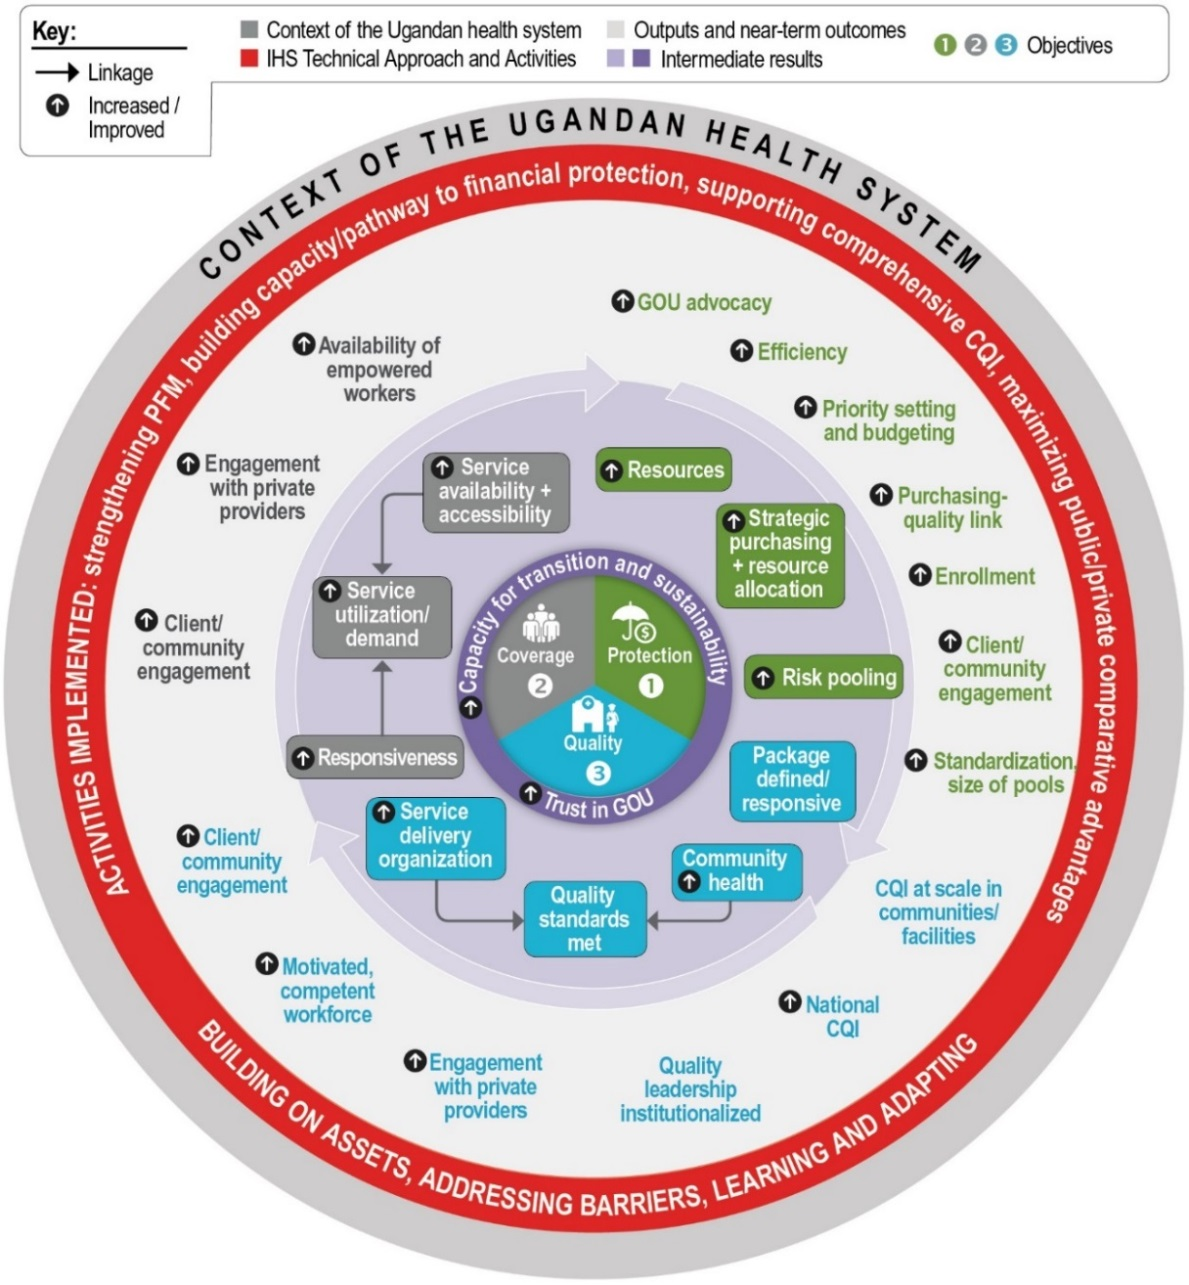 Key:
Linkage
Increased /
Improved
Context of the Ugandan health system
IHS Technical Approach and Activities
Outputs and near-term outcomes
Intermediate results
1 2 3 Objectives
CONTEXT OF THE UGANDAN HEALTH SYSTEM
ACTIVITIES IMPLEMENTED: strengthening PFM, building capacity/pathway to financial protection, supporting comprehensive CQI, maximizing public/private comparative advantages
GOU advocacy
Efficiency
Priority setting
and budgeting
Purchasing-
quality link
Enrollment
Client/
community
engagement
Standardization,
size of pools
CQI at scale in
communities/
facilities
National
CQI
Quality
leadership
institutionalized
Engagement
with private
providers
Motivated,
competent
workforce
Client/
community
engagement
Client/
community
engagement
Engagement
with private
providers
Availability of
empowered
workers
Service
availability +
accessibility
Service
utilization/
demand
Responsiveness
Resources
Strategic
purchasing
+ resource
allocation
Risk pooling
Package
defined/
responsive
Community
health
Quality
standards
met
Service
delivery
organization
Capacity for transition and sustainability
Trust in GOU
Coverage
2
Protection
1
Quality
3
BUILDING ON ASSETS, ADDRESSING BARRIERS, LEARNING AND ADAPTING